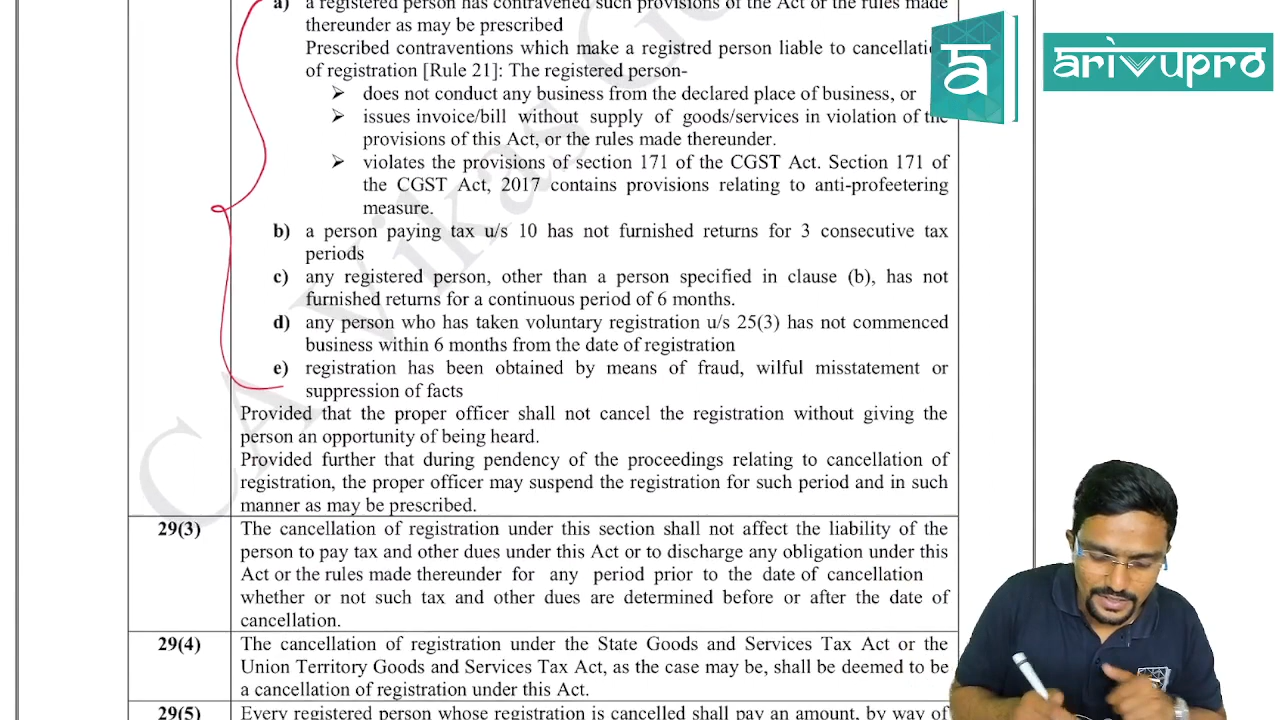 a) a registered person has contravened such provisions of the Act or the rules made
thereunder as may be prescribed
Prescribed contraventions which make a registred person liable to cancellati
of registration [Rule 21]: The registered person-
➢ does not conduct any business from the declared place of business, or
➢ issues invoice/bill without supply of goods/services in violation of the
provisions of this Act, or the rules made thereunder.
➢ violates the provisions of section 171 of the CGST Act. Section 171 of
the CGST Act, 2017 contains provisions relating to anti-profeetering
measure.
b) a person paying tax u/s 10 has not furnished returns for 3 consecutive tax
periods
c) any registered person, other than a person specified in clause (b), has not
furnished returns for a continuous period of 6 months.
d) any person who has taken voluntary registration u/s 25(3) has not commenced
business within 6 months from the date of registration
e) registration has been obtained by means of fraud, wilful misstatement or
suppression of facts
Provided that the proper officer shall not cancel the registration without giving the
person an opportunity of being heard.
Provided further that during pendency of the proceedings relating to cancellation of
registration, the proper officer may suspend the registration for such period and in such
manner as may be prescribed.
29(3) The cancellation of registration under this section shall not affect the liability of the
person to pay tax and other dues under this Act or to discharge any obligation under this
Act or the rules made thereunder for any period prior to the date of cancellation
whether or not such tax and other dues are determined before or after the date of
cancellation.
29(4) The cancellation of registration under the State Goods and Services Tax Act or the
Union Territory Goods and Services Tax Act, as the case may be, shall be deemed to be
a cancellation of registration under this Act.
29(5) Every registered person whose registration is cancelled shall pay an amount, by way of
CA Vikas Go
ā
arivupro